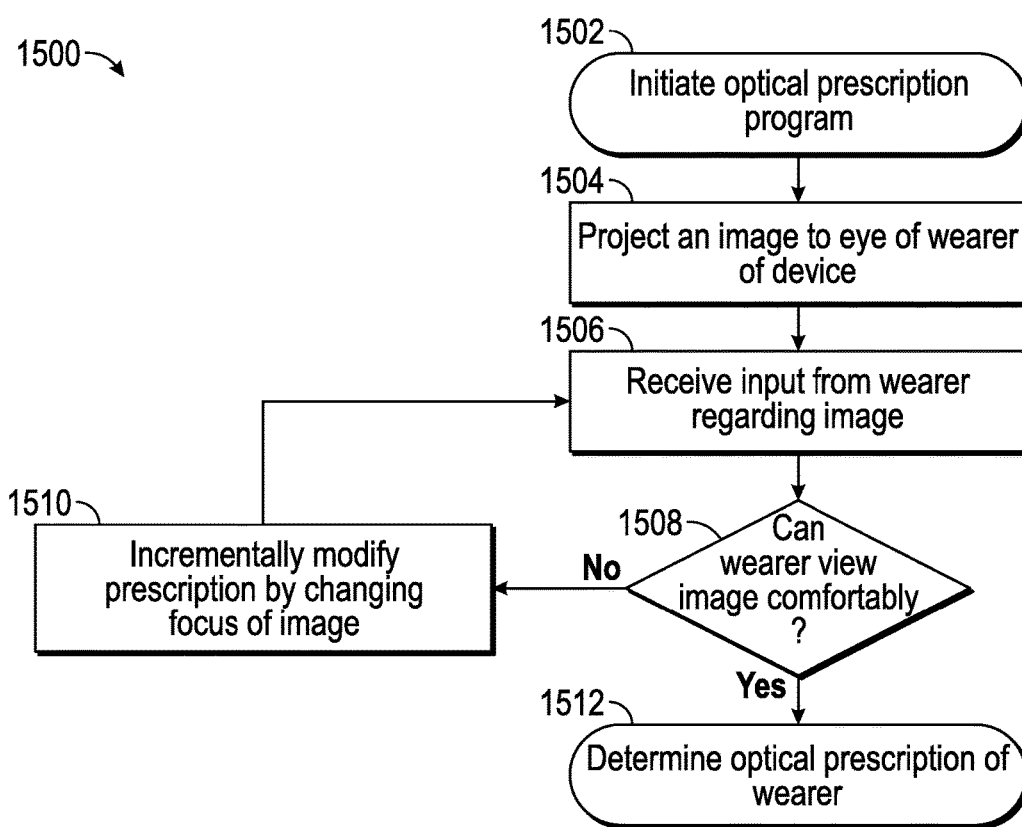 1500
1502
Initiate optical prescription
program
1504
Project an image to eye of wearer
of device
1506
Receive input from wearer
regarding image
1508
Can
wearer view
image comfortably
?
No
1510
Incrementally modify
prescription by changing
focus of image
Yes
1512
Determine optical prescription of
wearer